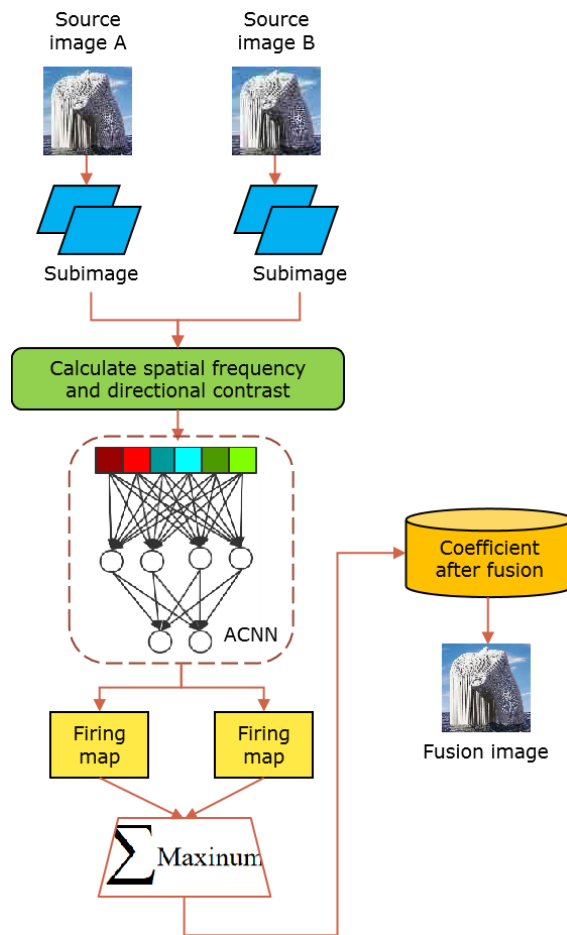 Source
image A
Source
image B
Subimage
Subimage
Calculate spatial frequency
and directional contrast
ACNN
Coefficient
after fusion
Fusion image
Firing
map
Firing
map
∑ Maxinum